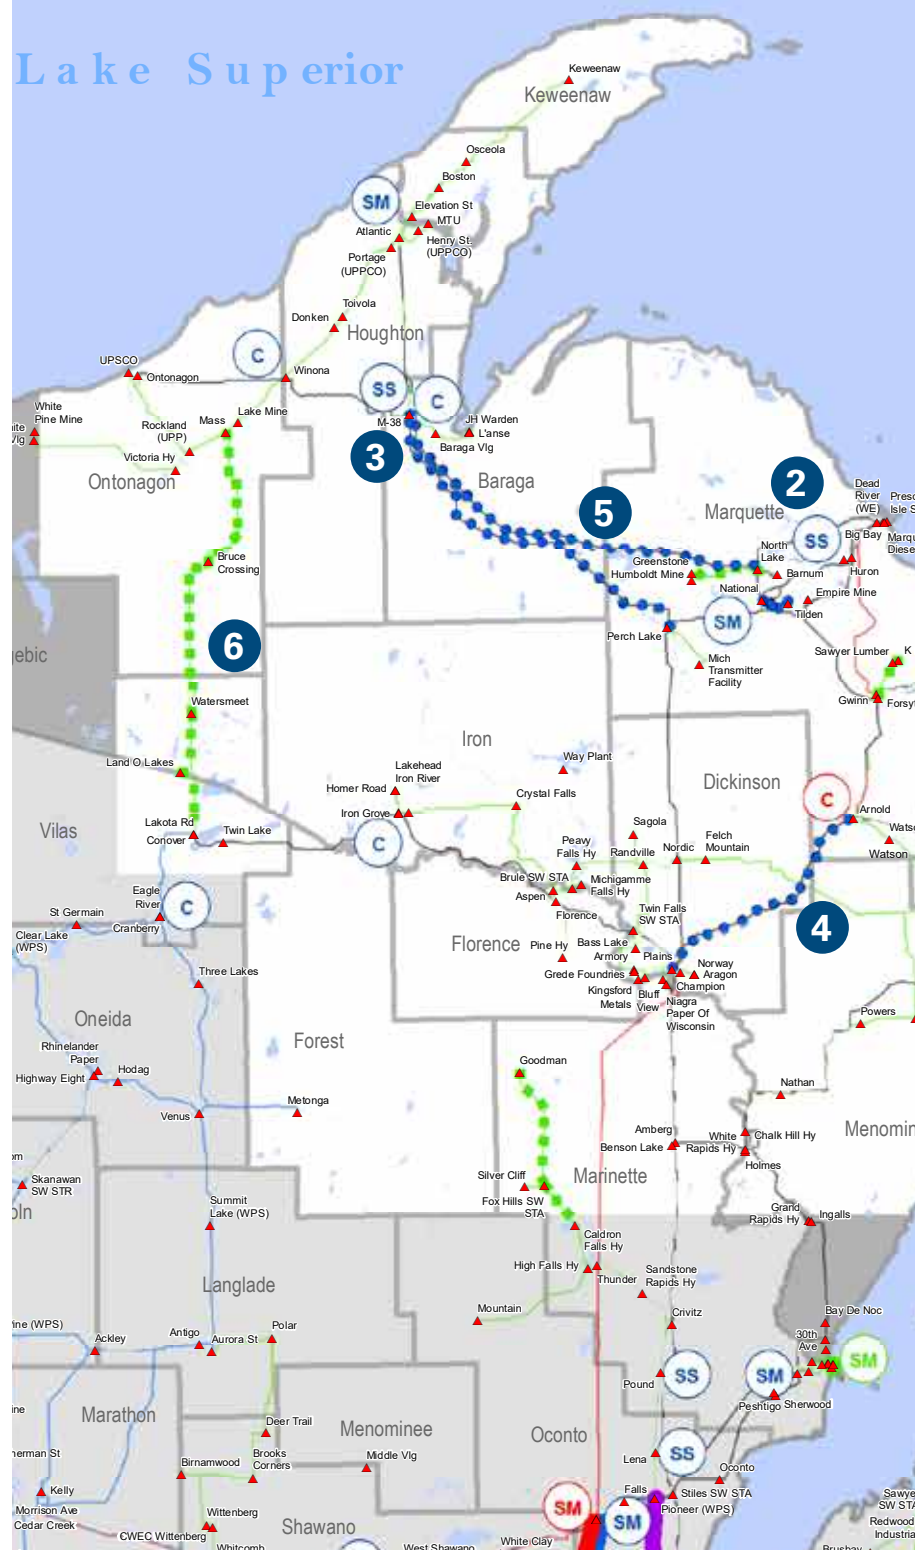 Lake Superior
Keweenaw
Keweenaw
Osceola
Boston
SM
Elevation St
MTU
Atlantic
Henry St.
(UPPCO)
Portage
(UPPCO)
Toivola
Donken
Houghton
C
UPSCO
Ontonagon
Winona
SS
C
White
Pine Mine
Vlg
Rockland
(UPP)
Mass
Lake Mine
M-38
JH Warden
L'anse
Baraga Vlg
3
Victoria Hy
Ontonagon
Baraga
2
Dead
River
(WE)
Marquette
5
SS
Big Bay
North
Lake
Greenstone
Humboldt Mine
Barnum
Huron
Bruce
Crossing
National
Empire Mine
Tilden
SM
Perch Lake
6
Mich
Transmitter
Facility
Sawyer Lumber
K
Gwinn
Watersmeet
Iron
Way Plant
Land O Lakes
Lakehead
Iron River
Homer Road
Dickinson
C
Crystal Falls
Iron Grove
Arnold
Vilas
Lakota Rd
Conover
Twin Lake
C
Sagola
Peavy
Falls Hy
Randville
Nordic
Felch
Mountain
Watson
Brule SW STA
Michigamme
Falls Hy
Aspen
Eagle
River
C
St Germain
Cranberry
Florence
Twin Falls
SW STA
4
Clear Lake
(WPS)
Florence
Pine Hy
Bass Lake
Armory
Plains
Norway
Aragon
Grede Foundries
Champion
Three Lakes
Kingsford
Metals
Bluff
View
Niagra
Paper Of
Wisconsin
Oneida
Powers
Forest
Rhinelander
Paper
Highway Eight
Hodag
Goodman
Nathan
Metonga
Venus
Amberg
Benson Lake
White
Rapids Hy
Chalk Hill Hy
Holmes
Skanawan
SW STR
Silver Cliff
Fox Hills SW
STA
Marinette
Summit
Lake (WPS)
Grand
Rapids Hy
Ingalls
Caldron
Falls Hy
High Falls Hy
Thunder
Sandstone
Rapids Hy
Langlade
Mountain
Crivitz
Bay De Noc
Ackley
Antigo
Aurora St
Polar
30th
Ave
SM
Pound
SS
SM
Peshtigo
Sherwood
Marathon
Deer Trail
Menominee
Oconto
SS
Birnamwood
Brooks
Corners
Middle Vlg
Lena
Oconto
Kelly
Morrison Ave
Cedar Creek
Falls
Stiles SW STA
Pioneer (WPS)
SM
SM
Wittenberg
CWEC Wittenberg
Whitcomb
Shawano
West Shawano
White Clay
Redwood